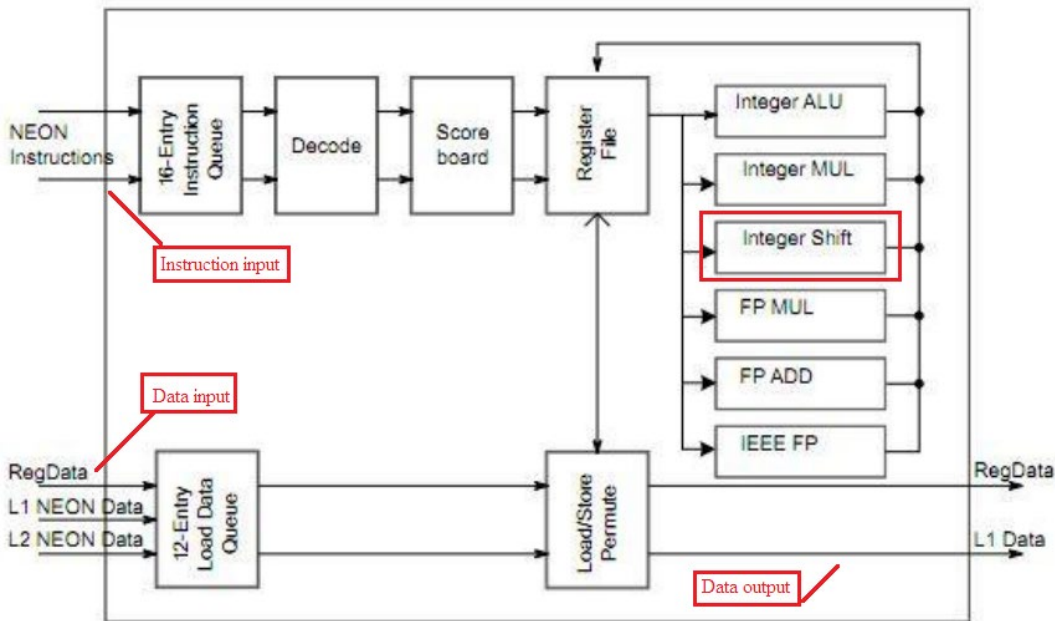 NEON
Instructions
16-Entry
Instruction
Queue
Decode
Score
board
Register
File
Integer ALU
Integer MUL
Integer Shift
FP MUL
FP ADD
IEEE FP
Instruction input
Data input
RegData
L1 NEON Data
L2 NEON Data
12-Entry
Load Data
Queue
Load/Store
Permute
RegData
L1 Data
Data output